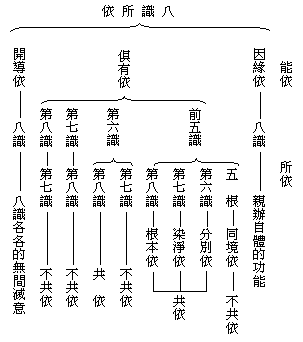 八識所依
能依 所依
因緣依 八識 親辦自體的功能
俱有依
前五識
五根 同境依 不共依
第六識 分別依
第七識 染淨依
第八識 根本依
共依
第六識
第七識 不共依
第八識 共依
第七識 第八識 不共依
第八識 第七識 不共依
開導依 八識 八識各各的無間滅意